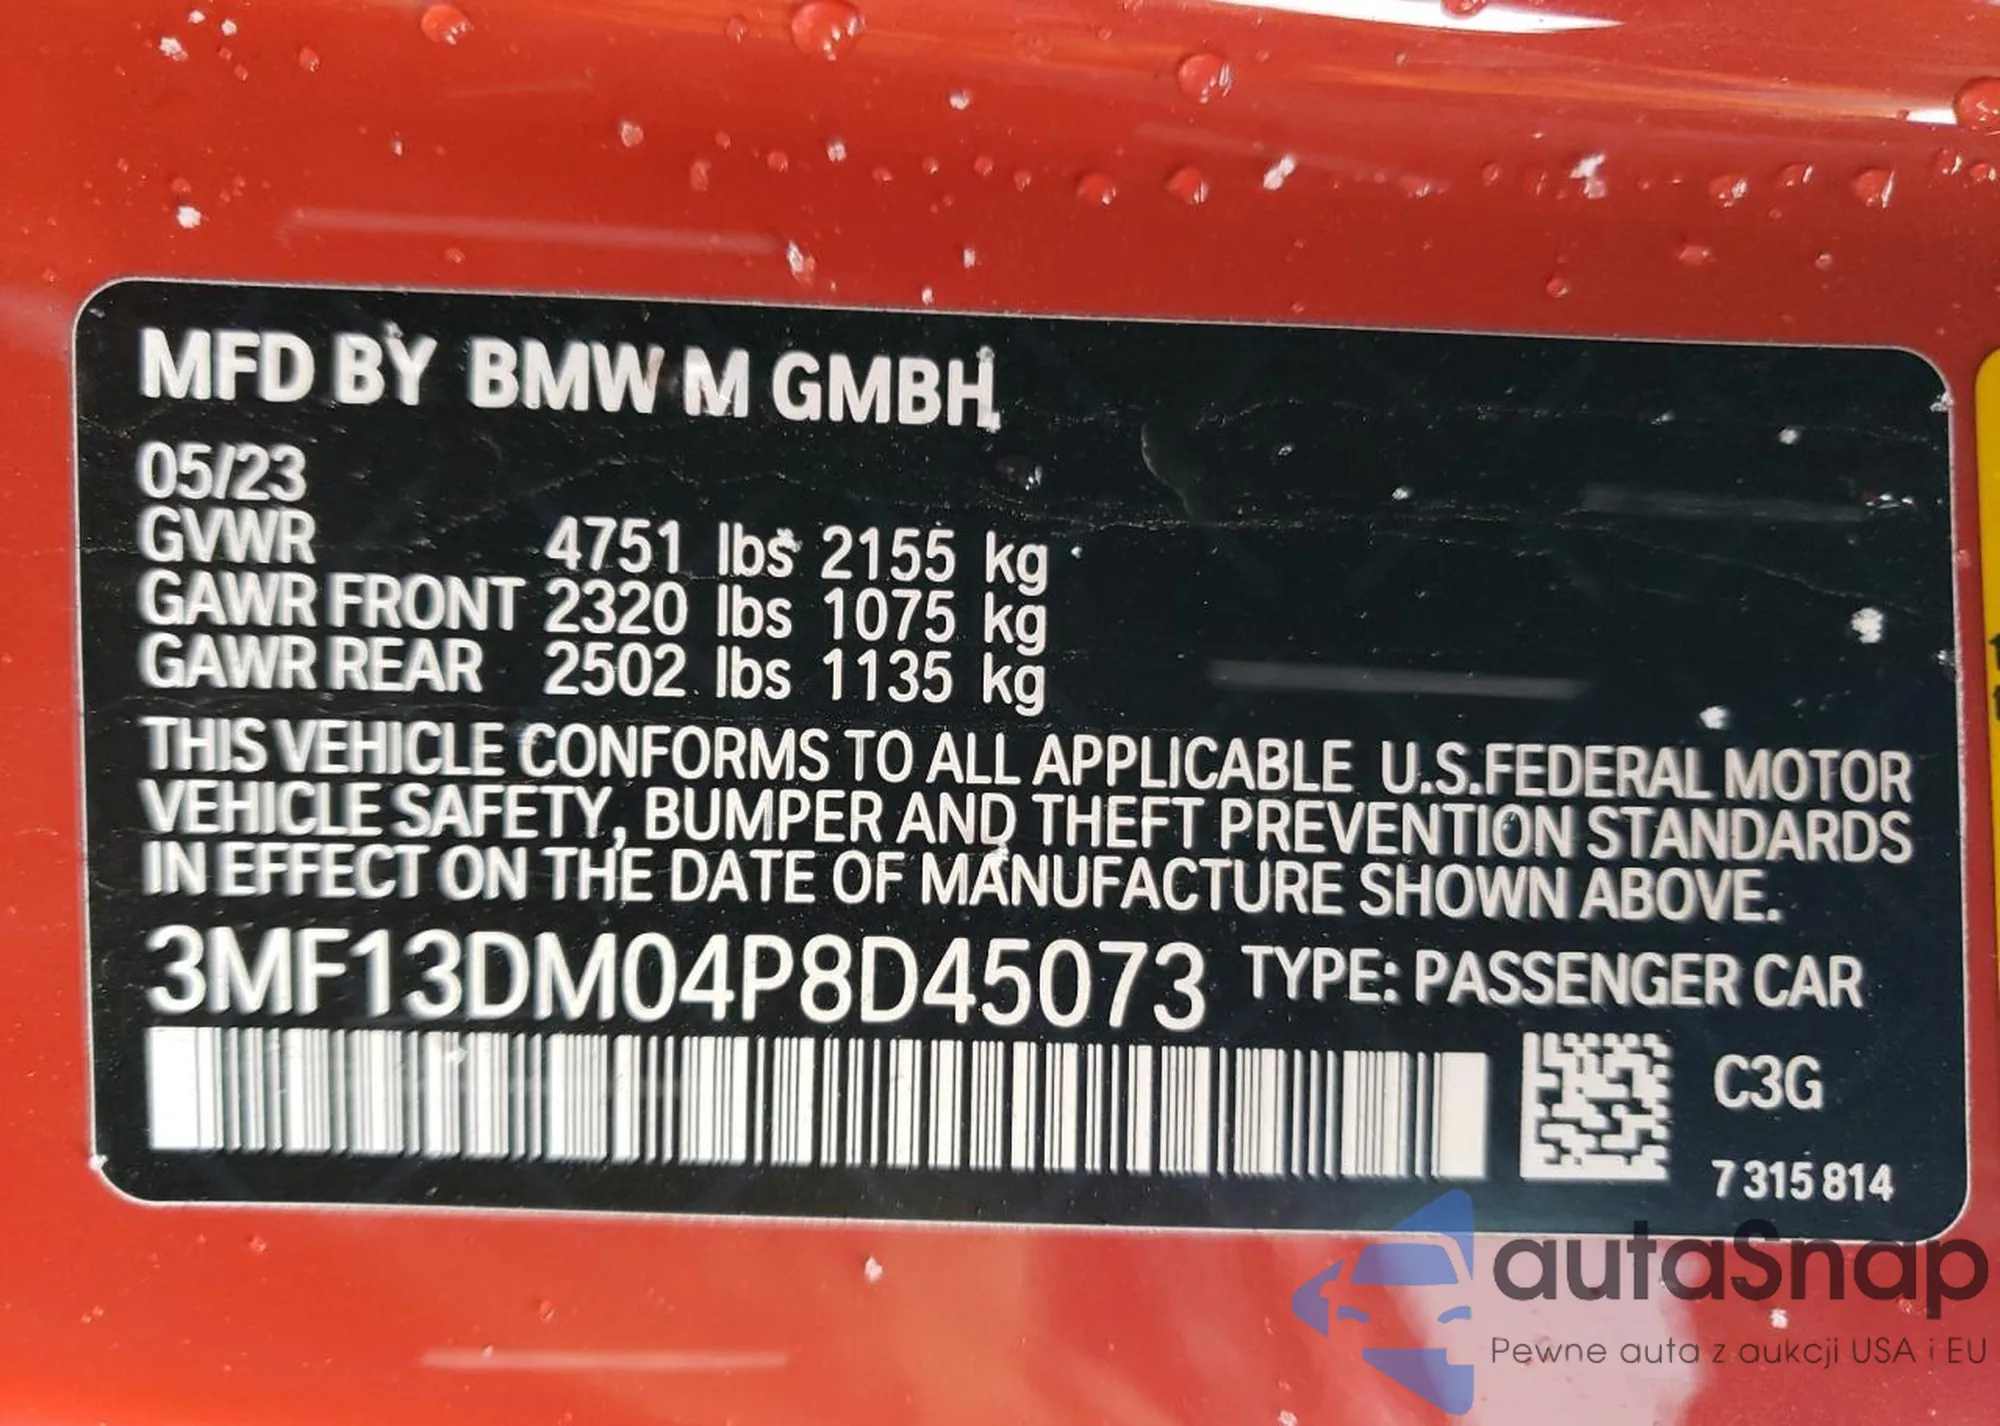 MFD BY BMW M GMBH
05/23
GVWR 4751 lbs 2155 kg
GAWR FRONT 2320 lbs 1075 kg
GAWR REAR 2502 lbs 1135 kg
THIS VEHICLE CONFORMS TO ALL APPLICABLE U.S.FEDERAL MOTOR
VEHICLE SAFETY, BUMPER AND THEFT PREVENTION STANDARDS
IN EFFECT ON THE DATE OF MANUFACTURE SHOWN ABOVE.
3MF13DM04P8D45073 TYPE: PASSENGER CAR
C3G
7 315 814
autaSnap
Pewne auta z aukcji USA i EU